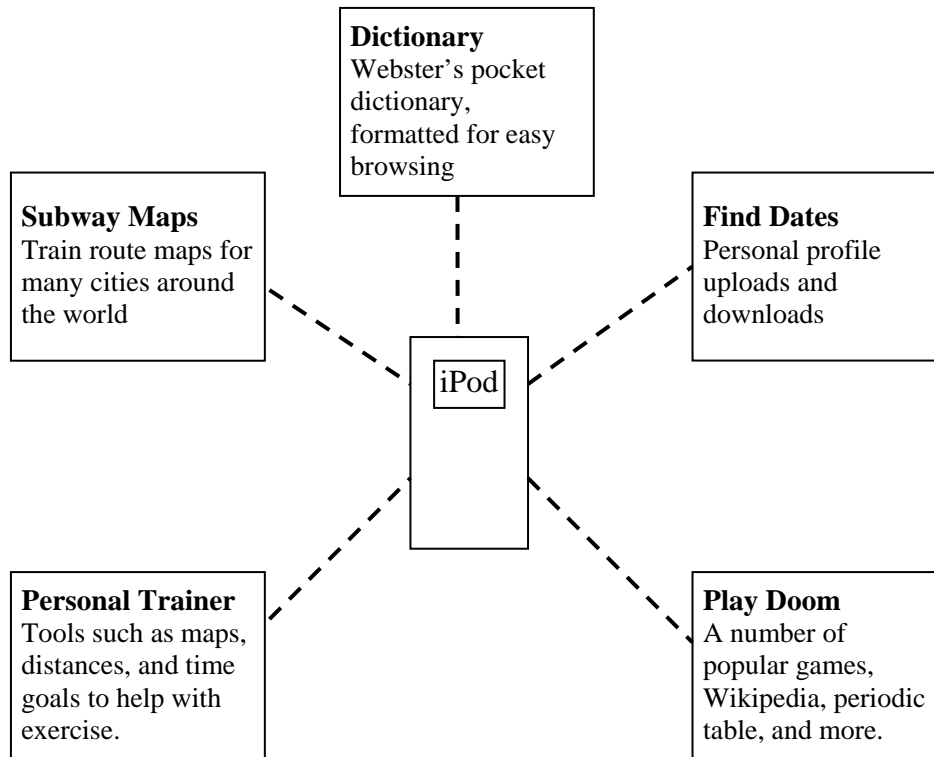 Dictionary
Webster’s pocket
dictionary,
formatted for easy
browsing
Subway Maps
Train route maps for
many cities around
the world
Find Dates
Personal profile
uploads and
downloads
iPod
Personal Trainer
Tools such as maps,
distances, and time
goals to help with
exercise.
Play Doom
A number of
popular games,
Wikipedia, periodic
table, and more.